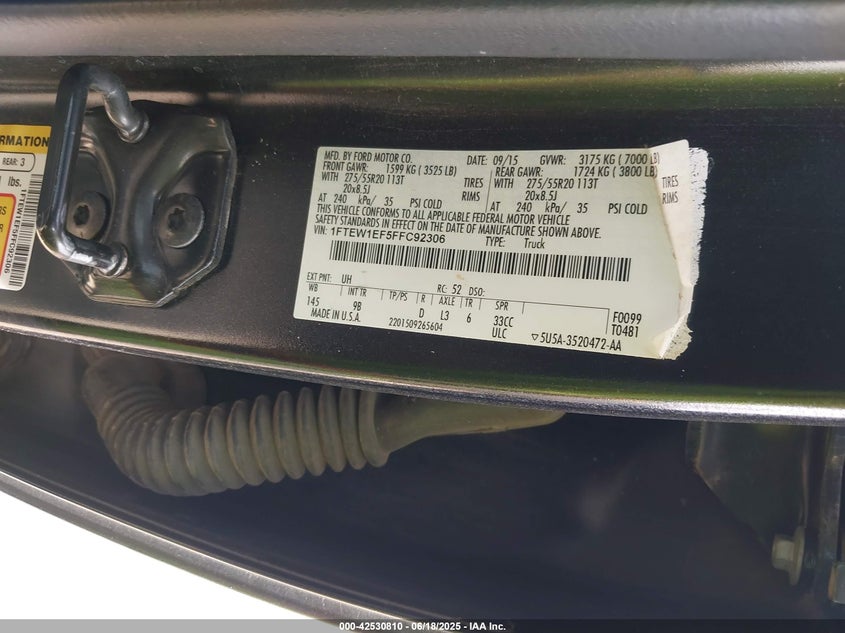 FORMATION
REAR: 3
lbs.
1FTEW1EF5FFC92306
MFD. BY FORD MOTOR CO. DATE: 09/15 GVWR: 3175 KG ( 7000 LB)
FRONT GAWR: 1599 KG ( 3525 LB) REAR GAWR: 1724 KG ( 3800 LB)
WITH 275/55R20 113T TIRES WITH 275/55R20 113T TIRES
20x8.5J RIMS 20x8.5J RIMS
AT 240 kPa/ 35 PSI COLD AT 240 kPa/ 35 PSI COLD
THIS VEHICLE CONFORMS TO ALL APPLICABLE FEDERAL MOTOR VEHICLE
SAFETY STANDARDS IN EFFECT ON THE DATE OF MANUFACTURE SHOWN ABOVE.
VIN: 1FTEW1EF5FFC92306 TYPE: Truck
EXT PNT: UH RC: 52 DSO:
WB INT TR TP/PS R AXLE TR SPR
145 9B D L3 6 33CC F0099
MADE IN U.S.A. 2201509265604 ULC T04B1
▽5U5A-3520472-AA
000-42530810 - 06/18/2025 - IAA Inc.